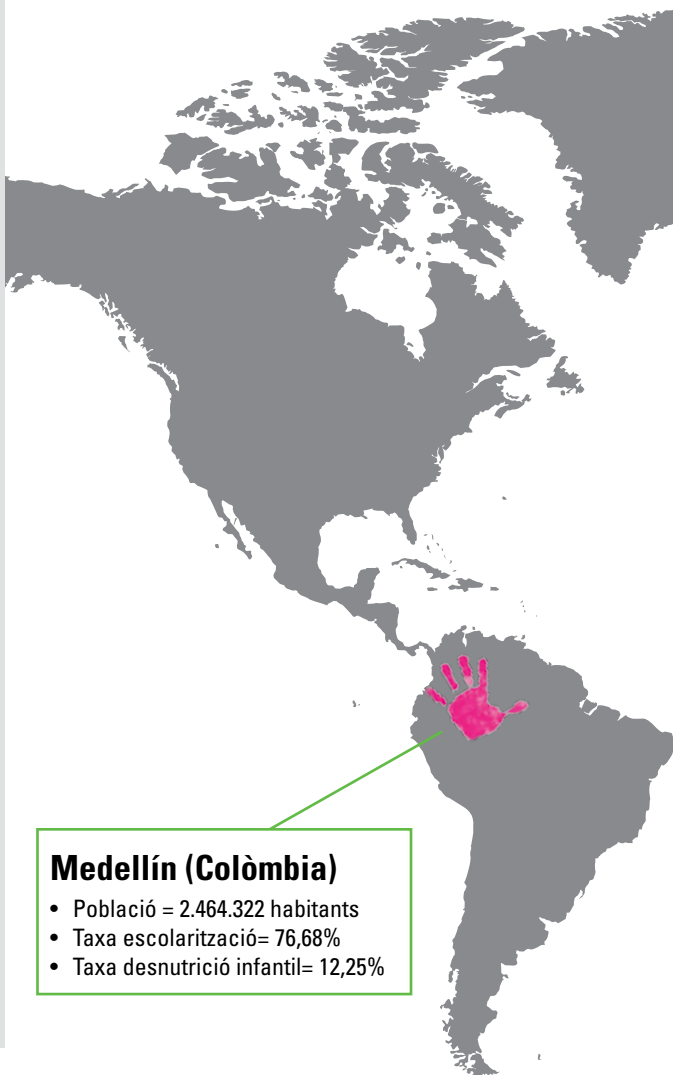 Medellín (Colòmbia)
• Població = 2.464.322 habitants
• Taxa escolarització= 76,68%
• Taxa desnutrició infantil= 12,25%